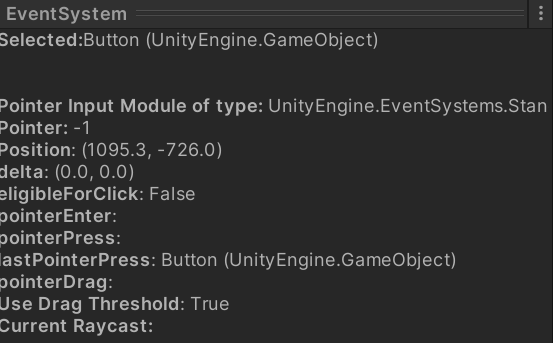 EventSystem
Selected:Button (UnityEngine.GameObject)
Pointer Input Module of type: UnityEngine.EventSystems.Stan
Pointer: -1
Position: (1095.3, -726.0)
delta: (0.0, 0.0)
eligibleForClick: False
pointerEnter:
pointerPress:
lastPointerPress: Button (UnityEngine.GameObject)
pointerDrag:
Use Drag Threshold: True
Current Raycast: